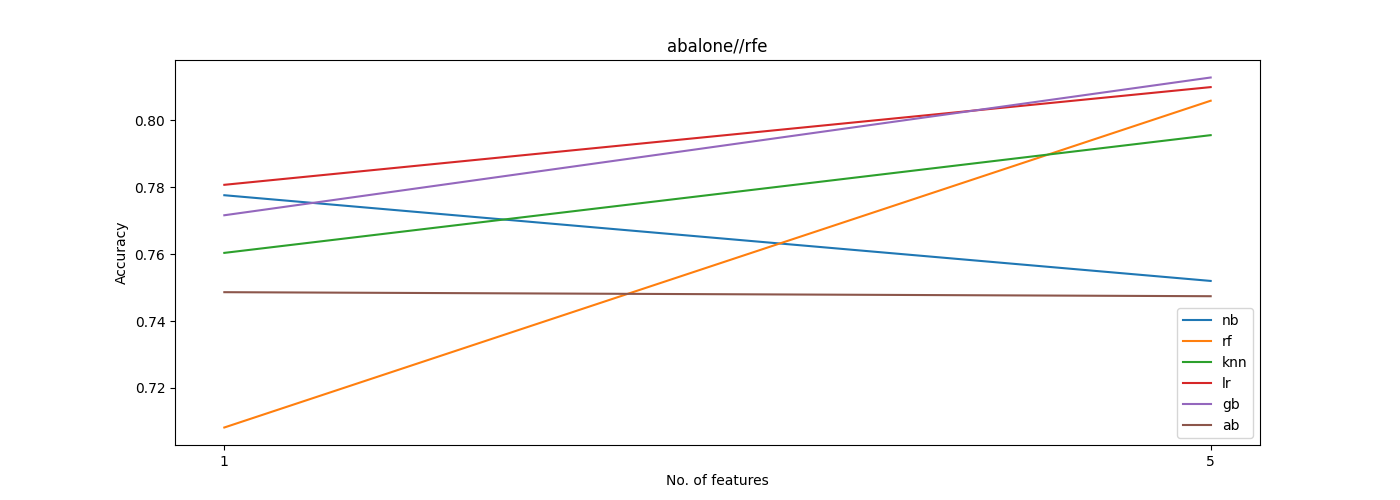 abalone//rfe
Accuracy
0.80
0.78
0.76
0.74
0.72
1
5
No. of features
nb
rf
knn
lr
gb
ab